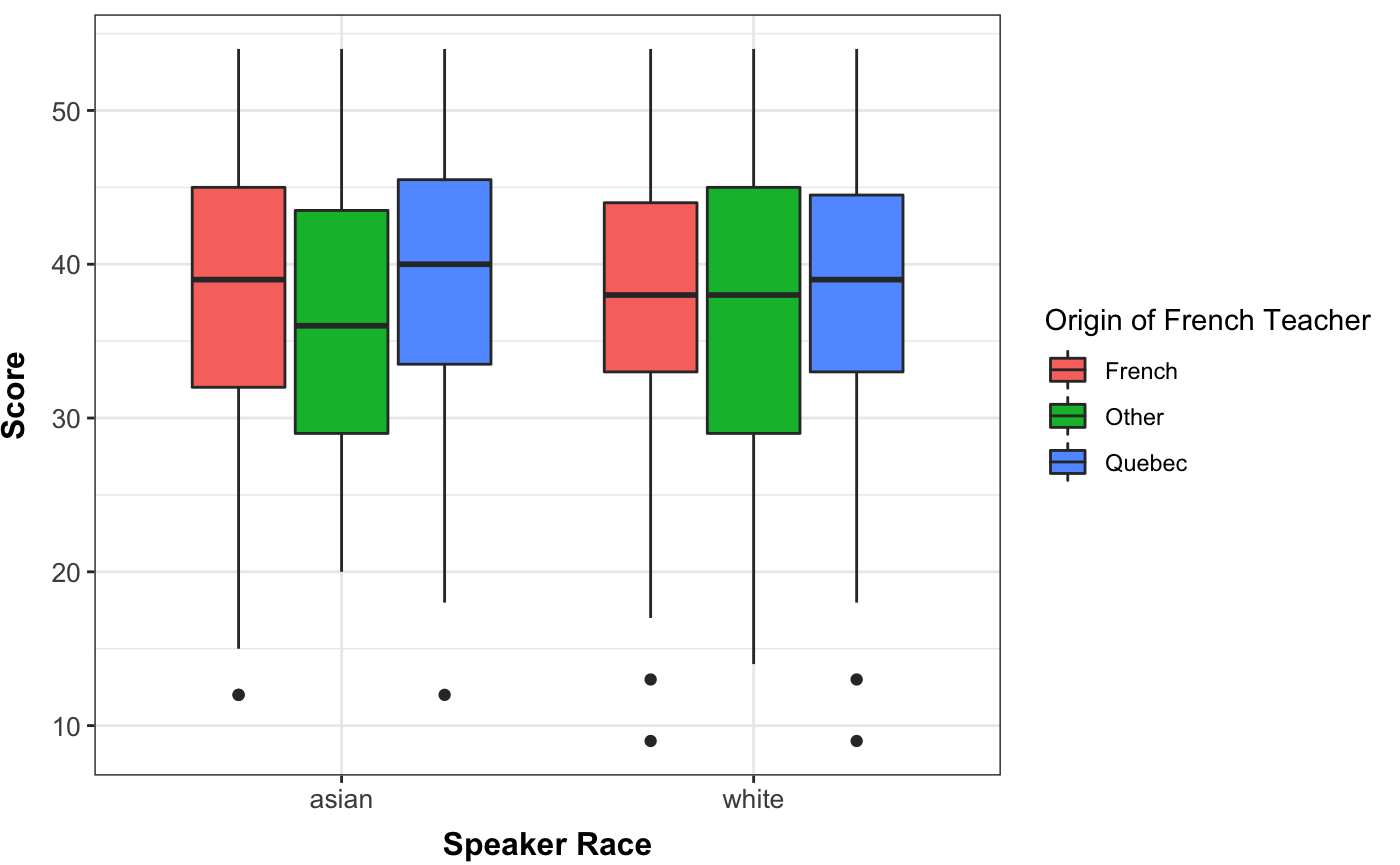 Score
50
40
30
20
10
asian
white
Speaker Race
Origin of French Teacher
French
Other
Quebec